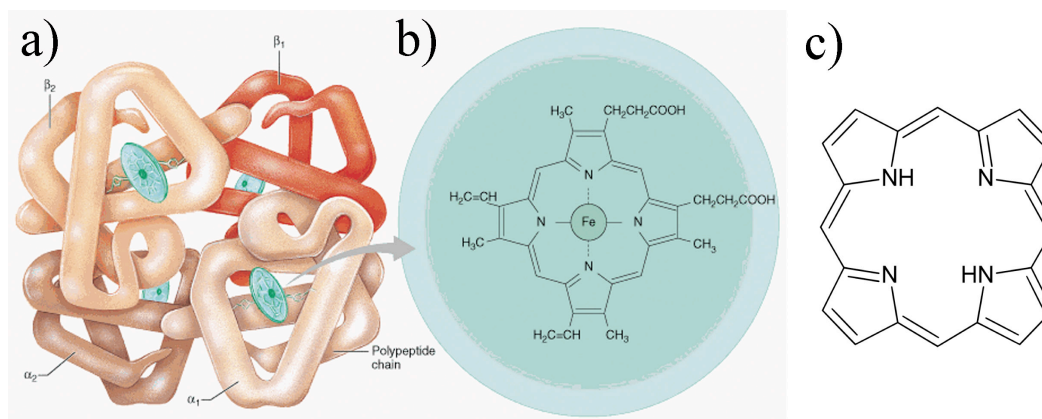 a)
β₁
β₂
α₂
α₁
Polypeptide
chain
b)
H₃C
CH₂CH₂COOH
N
H₂C=CH
CH₂CH₂COOH
N
Fe
N
H₃C
CH₃
N
H₂C=CH
CH₃
c)
NH
N
N
HN